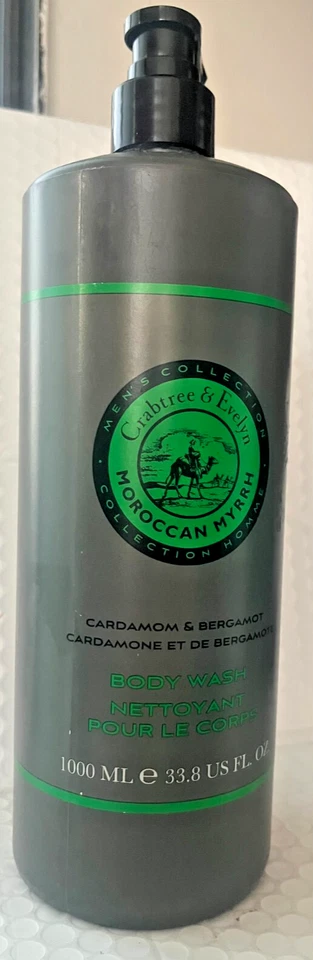 MEN'S COLLECTION
Crabtree & Evelyn
MOROCCAN MYRRH
COLLECTION HOMME
CARDAMOM & BERGAMOT
CARDAMONE ET DE BERGAMOTE
BODY WASH
NETTOYANT
POUR LE CORPS
1000 ML ℮ 33.8 US FL. OZ.